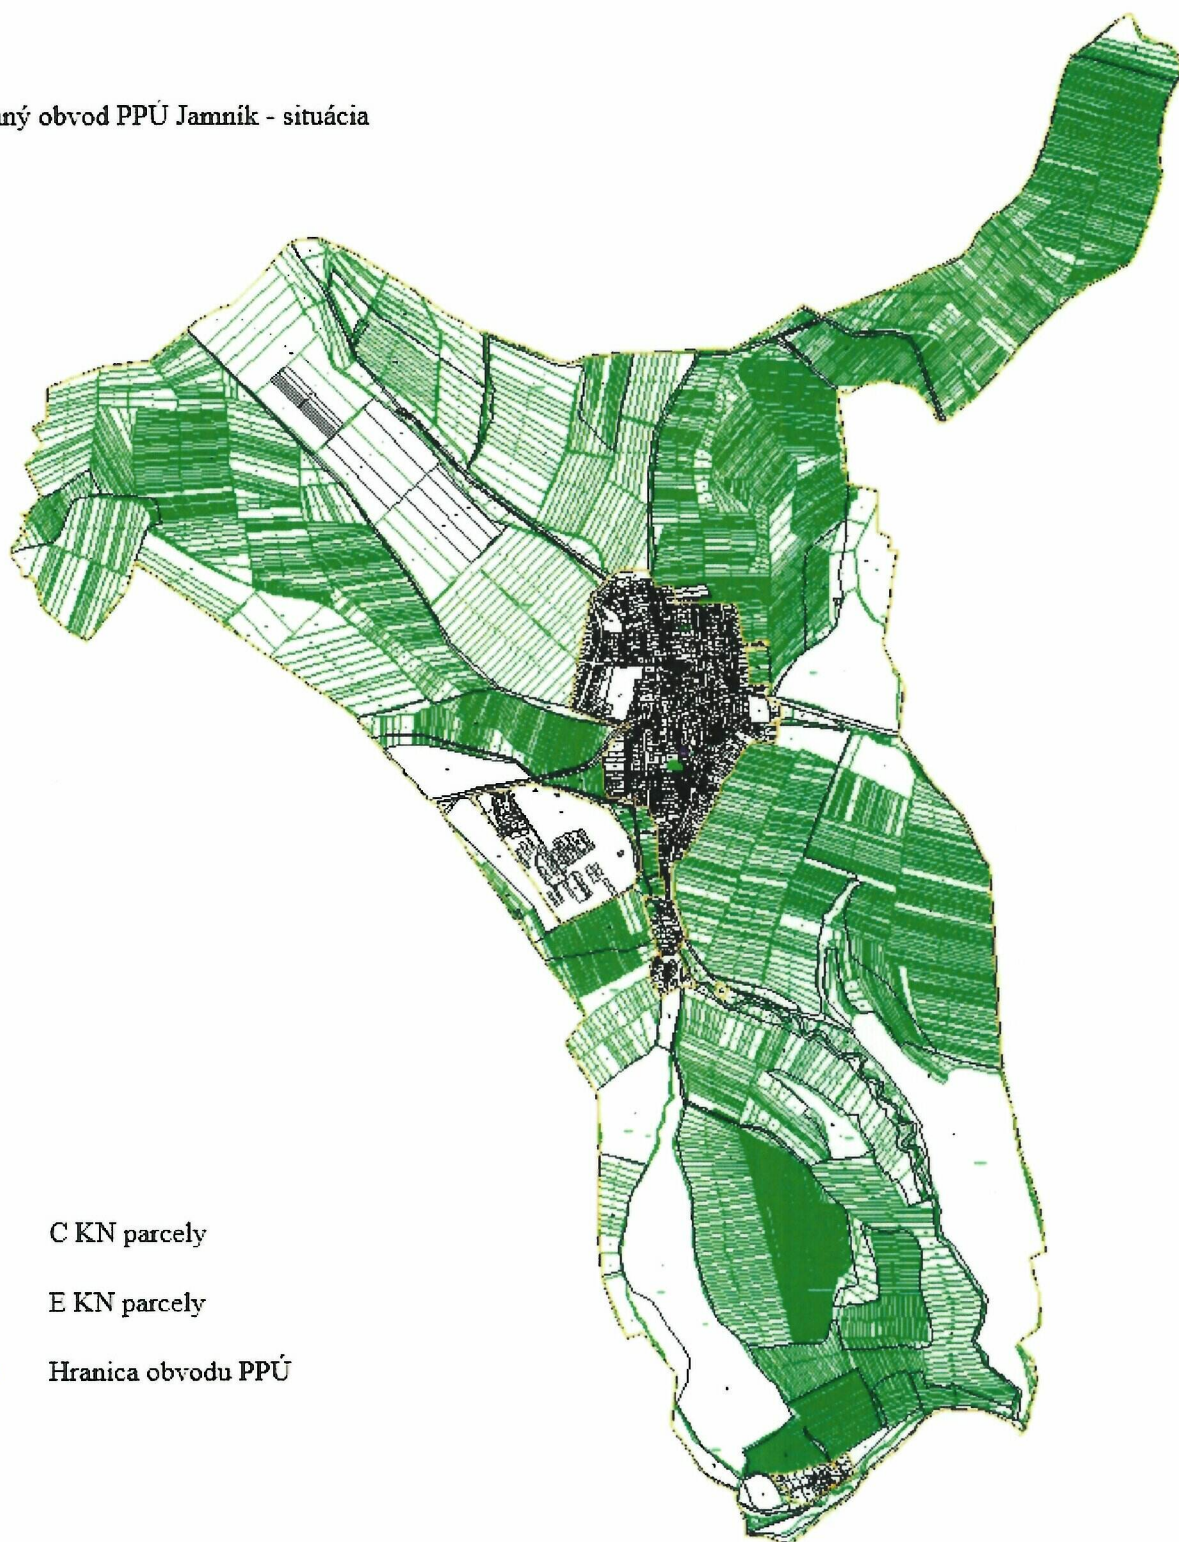 ný obvod PPÚ Jamník - situácia
C KN parcely
E KN parcely
Hranica obvodu PPÚ